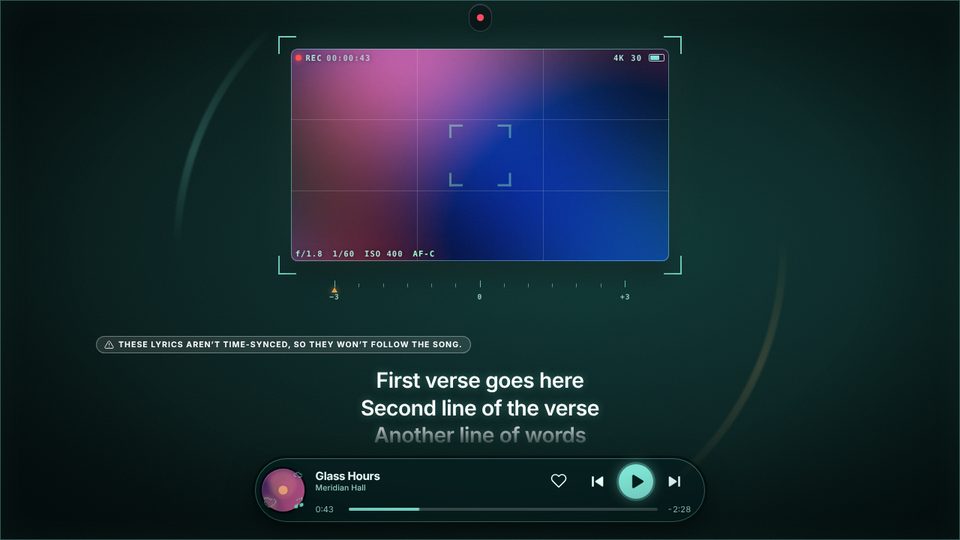 REC 00:00:43
4K 30
f/1.8 1/60 ISO 400 AF-C
−3 0 +3
THESE LYRICS AREN’T TIME-SYNCED, SO THEY WON’T FOLLOW THE SONG.
First verse goes here
Second line of the verse
Another line of words
Glass Hours
Meridian Hall
0:43
-2:28